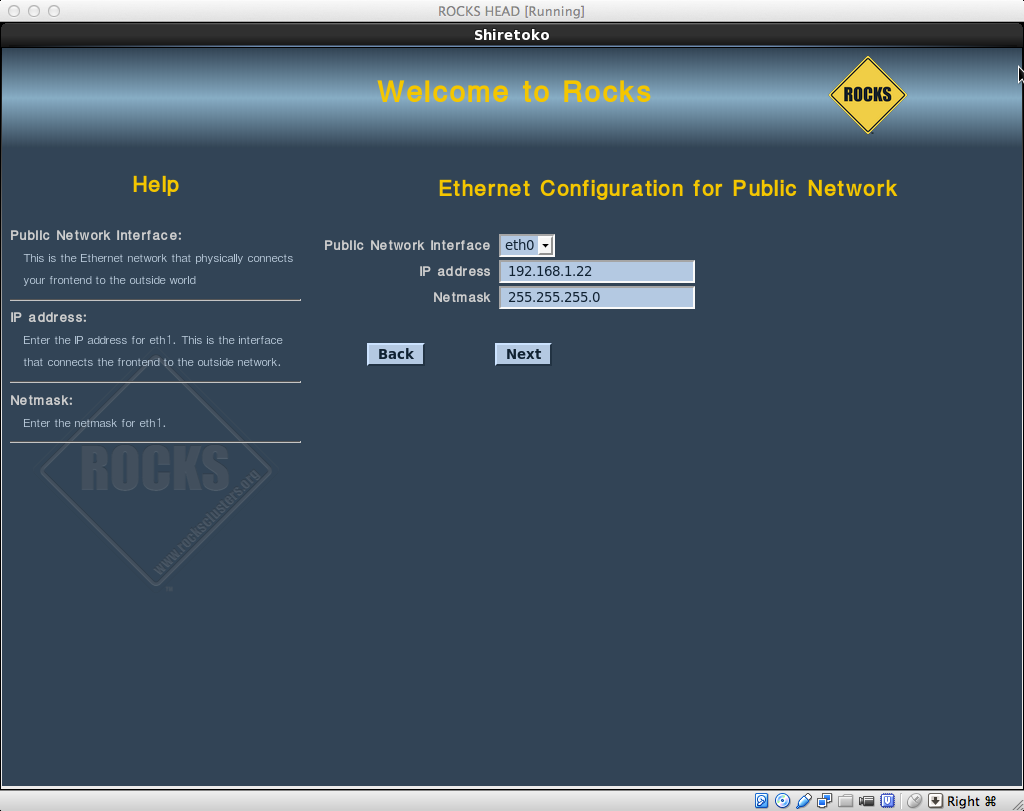 ROCKS HEAD [Running]
Shiretoko
Welcome to Rocks
ROCKS
Help
Public Network Interface:
This is the Ethernet network that physically connects
your frontend to the outside world
IP address:
Enter the IP address for eth1. This is the interface
that connects the frontend to the outside network.
Netmask:
Enter the netmask for eth1.
ROCKS
www.rocksclusters.org
TM
Ethernet Configuration for Public Network
Public Network Interface eth0
IP address 192.168.1.22
Netmask 255.255.255.0
Back Next
Right ⌘